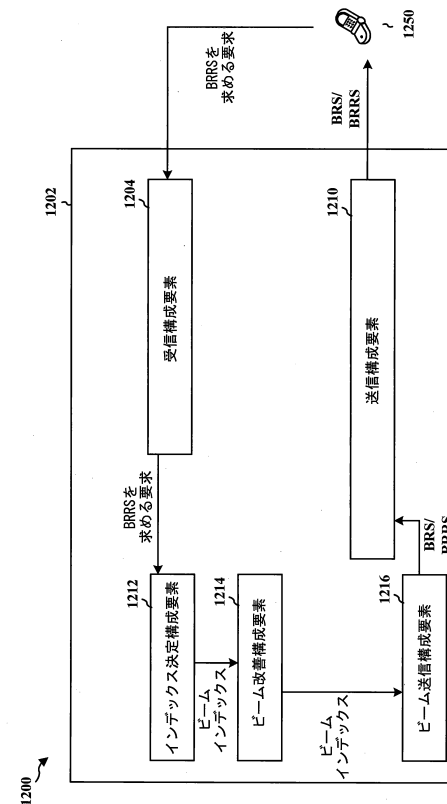 1200
1202
BRRSを
求める要求
1250
1204
受信構成要素
BRS/
BRRS
1210
送信構成要素
BRRSを
求める要求
1212
インデックス決定構成要素
ビーム
インデックス
1214
ビーム改善構成要素
ビーム
インデックス
1216
ビーム送信構成要素
BRS/
BRRS